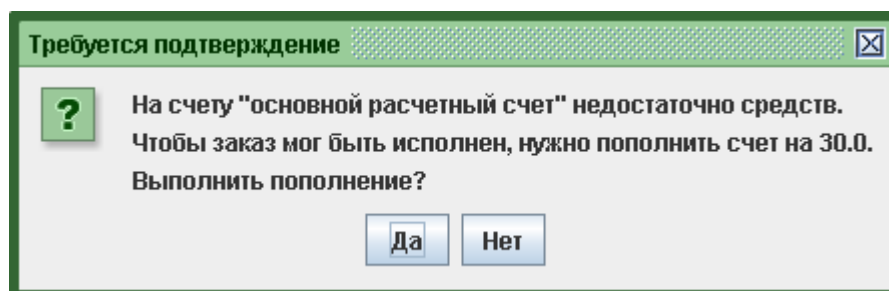 Требуется подтверждение
?
На счету "основной расчетный счет" недостаточно средств.
Чтобы заказ мог быть исполнен, нужно пополнить счет на 30.0.
Выполнить пополнение?
Да Нет